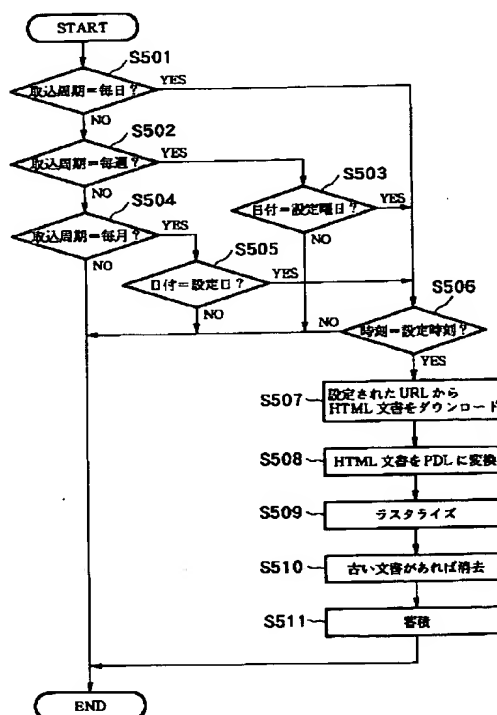 START
S501
取込周期=毎日?
YES
NO
S502
取込周期=毎週?
YES
NO
S503
日付=設定曜日?
YES
NO
S504
取込周期=毎月?
YES
NO
S505
日付=設定日?
YES
NO
S506
時刻=設定時刻?
NO
YES
S507
設定されたURLから
HTML文書をダウンロード
S508
HTML文書をPDLに変換
S509
ラスタライズ
S510
古い文書があれば消去
S511
蓄積
END